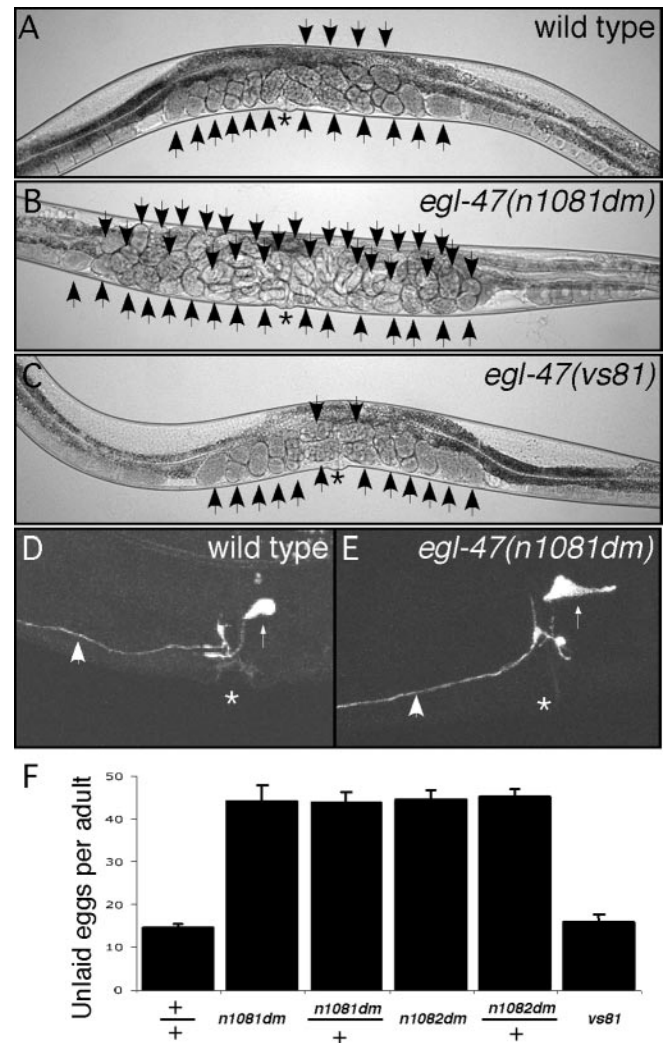 A wild type
*
B egl-47(n1081dm)
*
C egl-47(vs81)
*
D wild type
*
E egl-47(n1081dm)
*
F
Unlaid eggs per adult
50
40
30
20
10
0
+
+
n1081dm
n1081dm
+
n1082dm
n1082dm
+
vs81